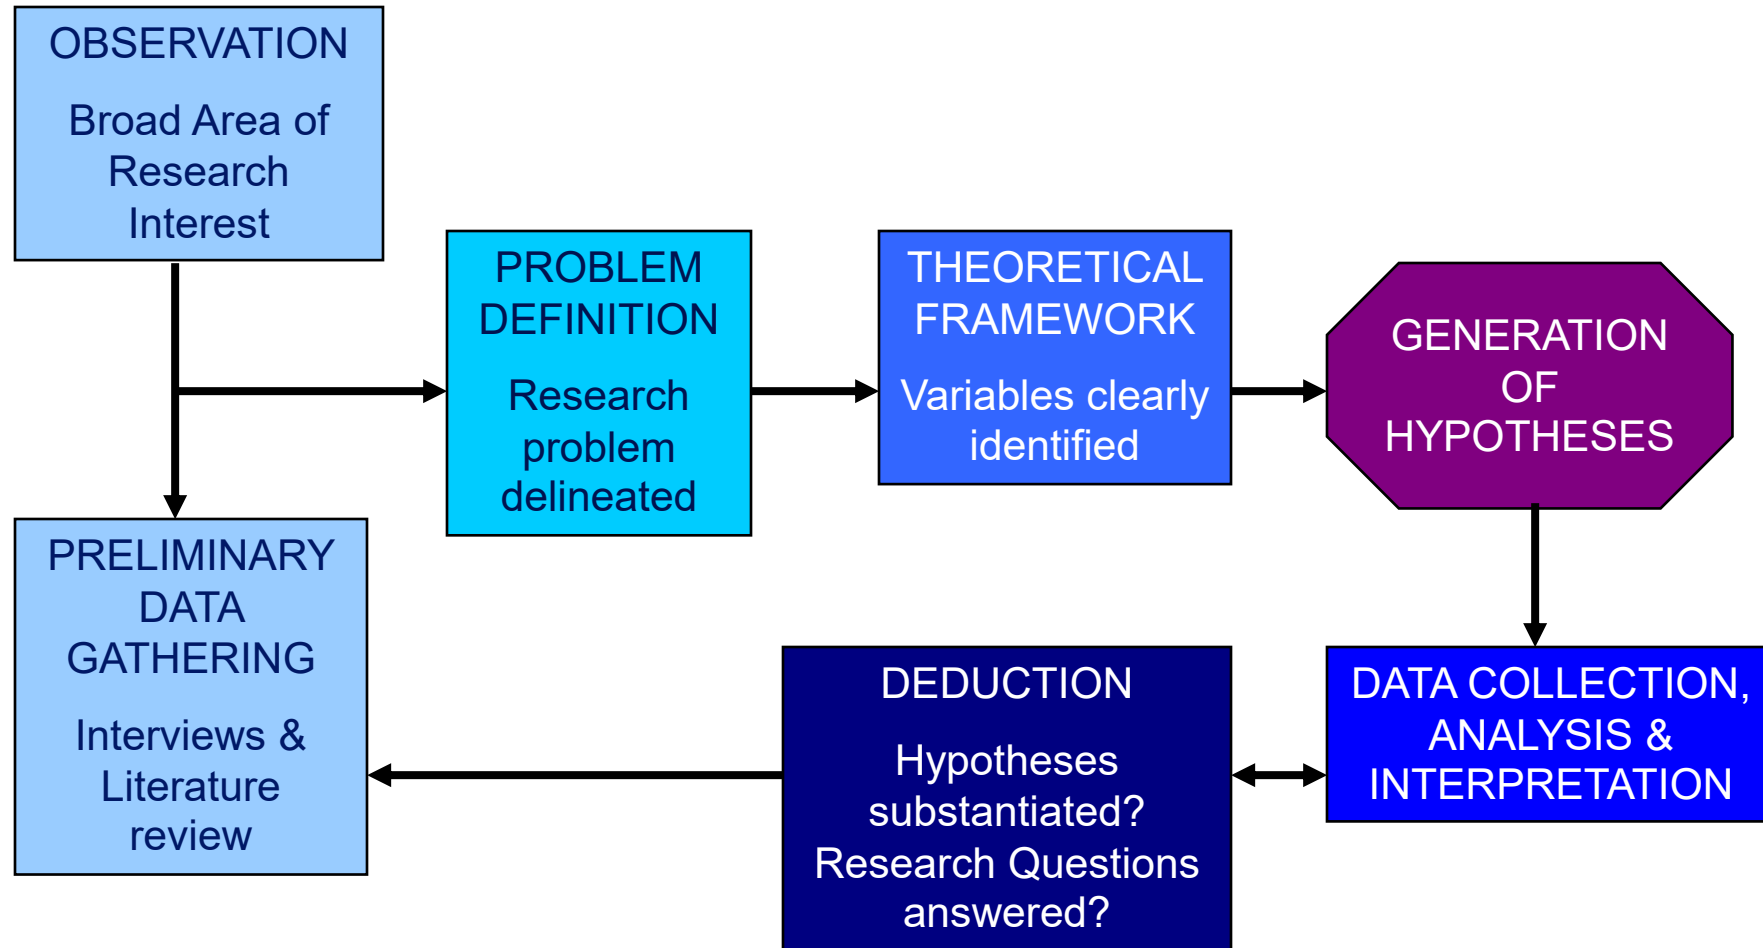 OBSERVATION
Broad Area of
Research
Interest
PROBLEM
DEFINITION
Research
problem
delineated
THEORETICAL
FRAMEWORK
Variables clearly
identified
GENERATION
OF
HYPOTHESES
PRELIMINARY
DATA
GATHERING
Interviews &
Literature
review
DEDUCTION
Hypotheses
substantiated?
Research Questions
answered?
DATA COLLECTION,
ANALYSIS &
INTERPRETATION